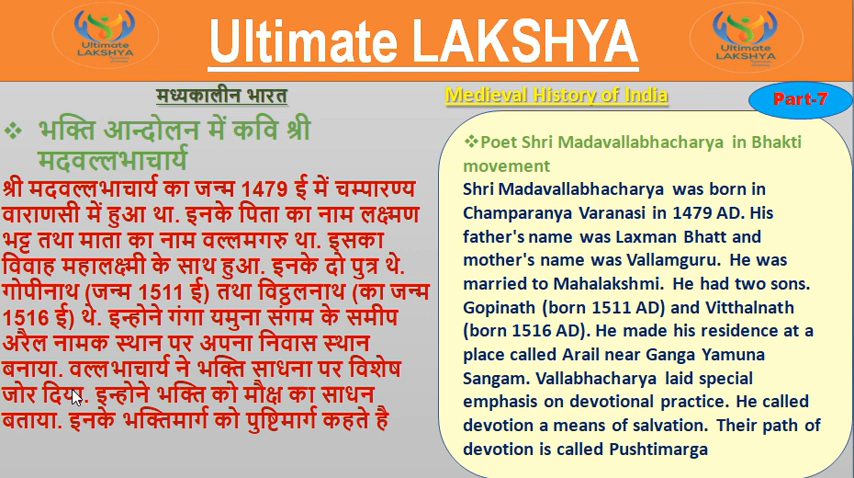 Ultimate LAKSHYA
Ultimate
LAKSHYA
Ultimate
LAKSHYA
मध्यकालीन भारत
Medieval History of India
Part-7
❖ भक्ति आन्दोलन में कवि श्री
मदवल्लभाचार्य
श्री मदवल्लभाचार्य का जन्म 1479 ई में चम्पारण्य
वाराणसी में हुआ था. इनके पिता का नाम लक्ष्मण
भट्ट तथा माता का नाम वल्लमगरु था. इसका
विवाह महालक्ष्मी के साथ हुआ. इनके दो पुत्र थे.
गोपीनाथ (जन्म 1511 ई) तथा विट्ठलनाथ (का जन्म
1516 ई) थे. इन्होने गंगा यमुना संगम के समीप
अरैल नामक स्थान पर अपना निवास स्थान
बनाया. वल्लभाचार्य ने भक्ति साधना पर विशेष
जोर दिया. इन्होने भक्ति को मौक्ष का साधन
बताया. इनके भक्तिमार्ग को पुष्टिमार्ग कहते है
❖Poet Shri Madavallabhacharya in Bhakti
movement
Shri Madavallabhacharya was born in
Champaranya Varanasi in 1479 AD. His
father's name was Laxman Bhatt and
mother's name was Vallamguru. He was
married to Mahalakshmi. He had two sons.
Gopinath (born 1511 AD) and Vitthalnath
(born 1516 AD). He made his residence at a
place called Arail near Ganga Yamuna
Sangam. Vallabhacharya laid special
emphasis on devotional practice. He called
devotion a means of salvation. Their path of
devotion is called Pushtimarga